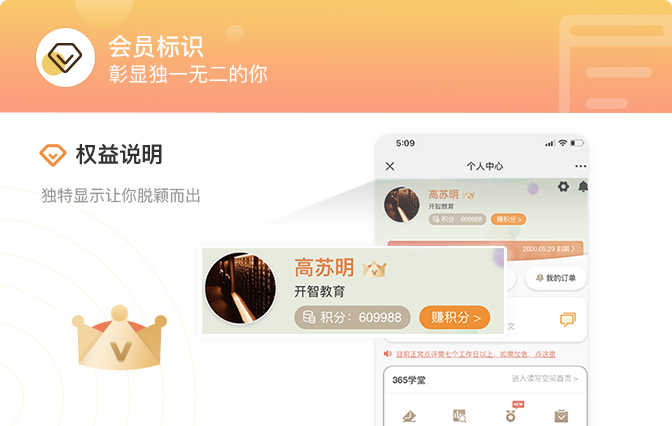 会员标识
彰显独一无二的你
权益说明
独特显示让你脱颖而出
5:09
个人中心
高苏明
开智教育
积分：609988
赚积分 >
2020.05.29 到期 >
我的订单
高苏明
开智教育
积分：609988
赚积分 >
文
目前正常点评需七个工作日以上，如需加急，点这里
365学堂
进入读写空间首页 >
NEW